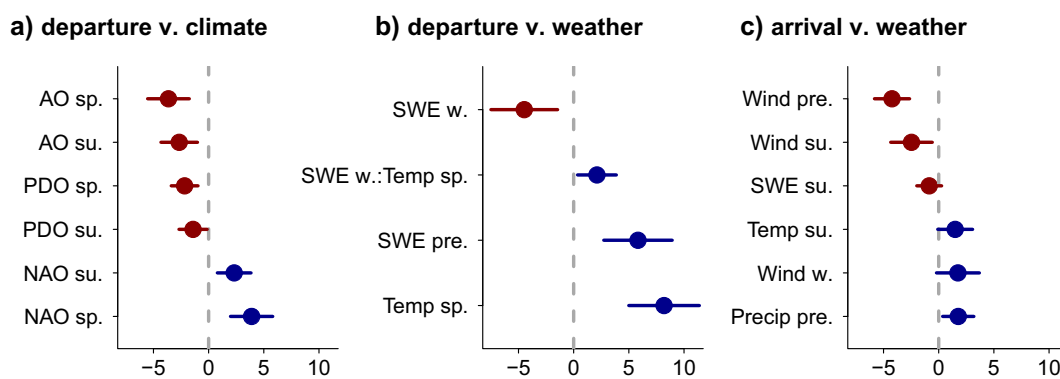 a) departure v. climate
AO sp.
AO su.
PDO sp.
PDO su.
NAO su.
NAO sp.
−5 0 5 10
b) departure v. weather
SWE w.
SWE w.:Temp sp.
SWE pre.
Temp sp.
−5 0 5 10
c) arrival v. weather
Wind pre.
Wind su.
SWE su.
Temp su.
Wind w.
Precip pre.
−5 0 5 10